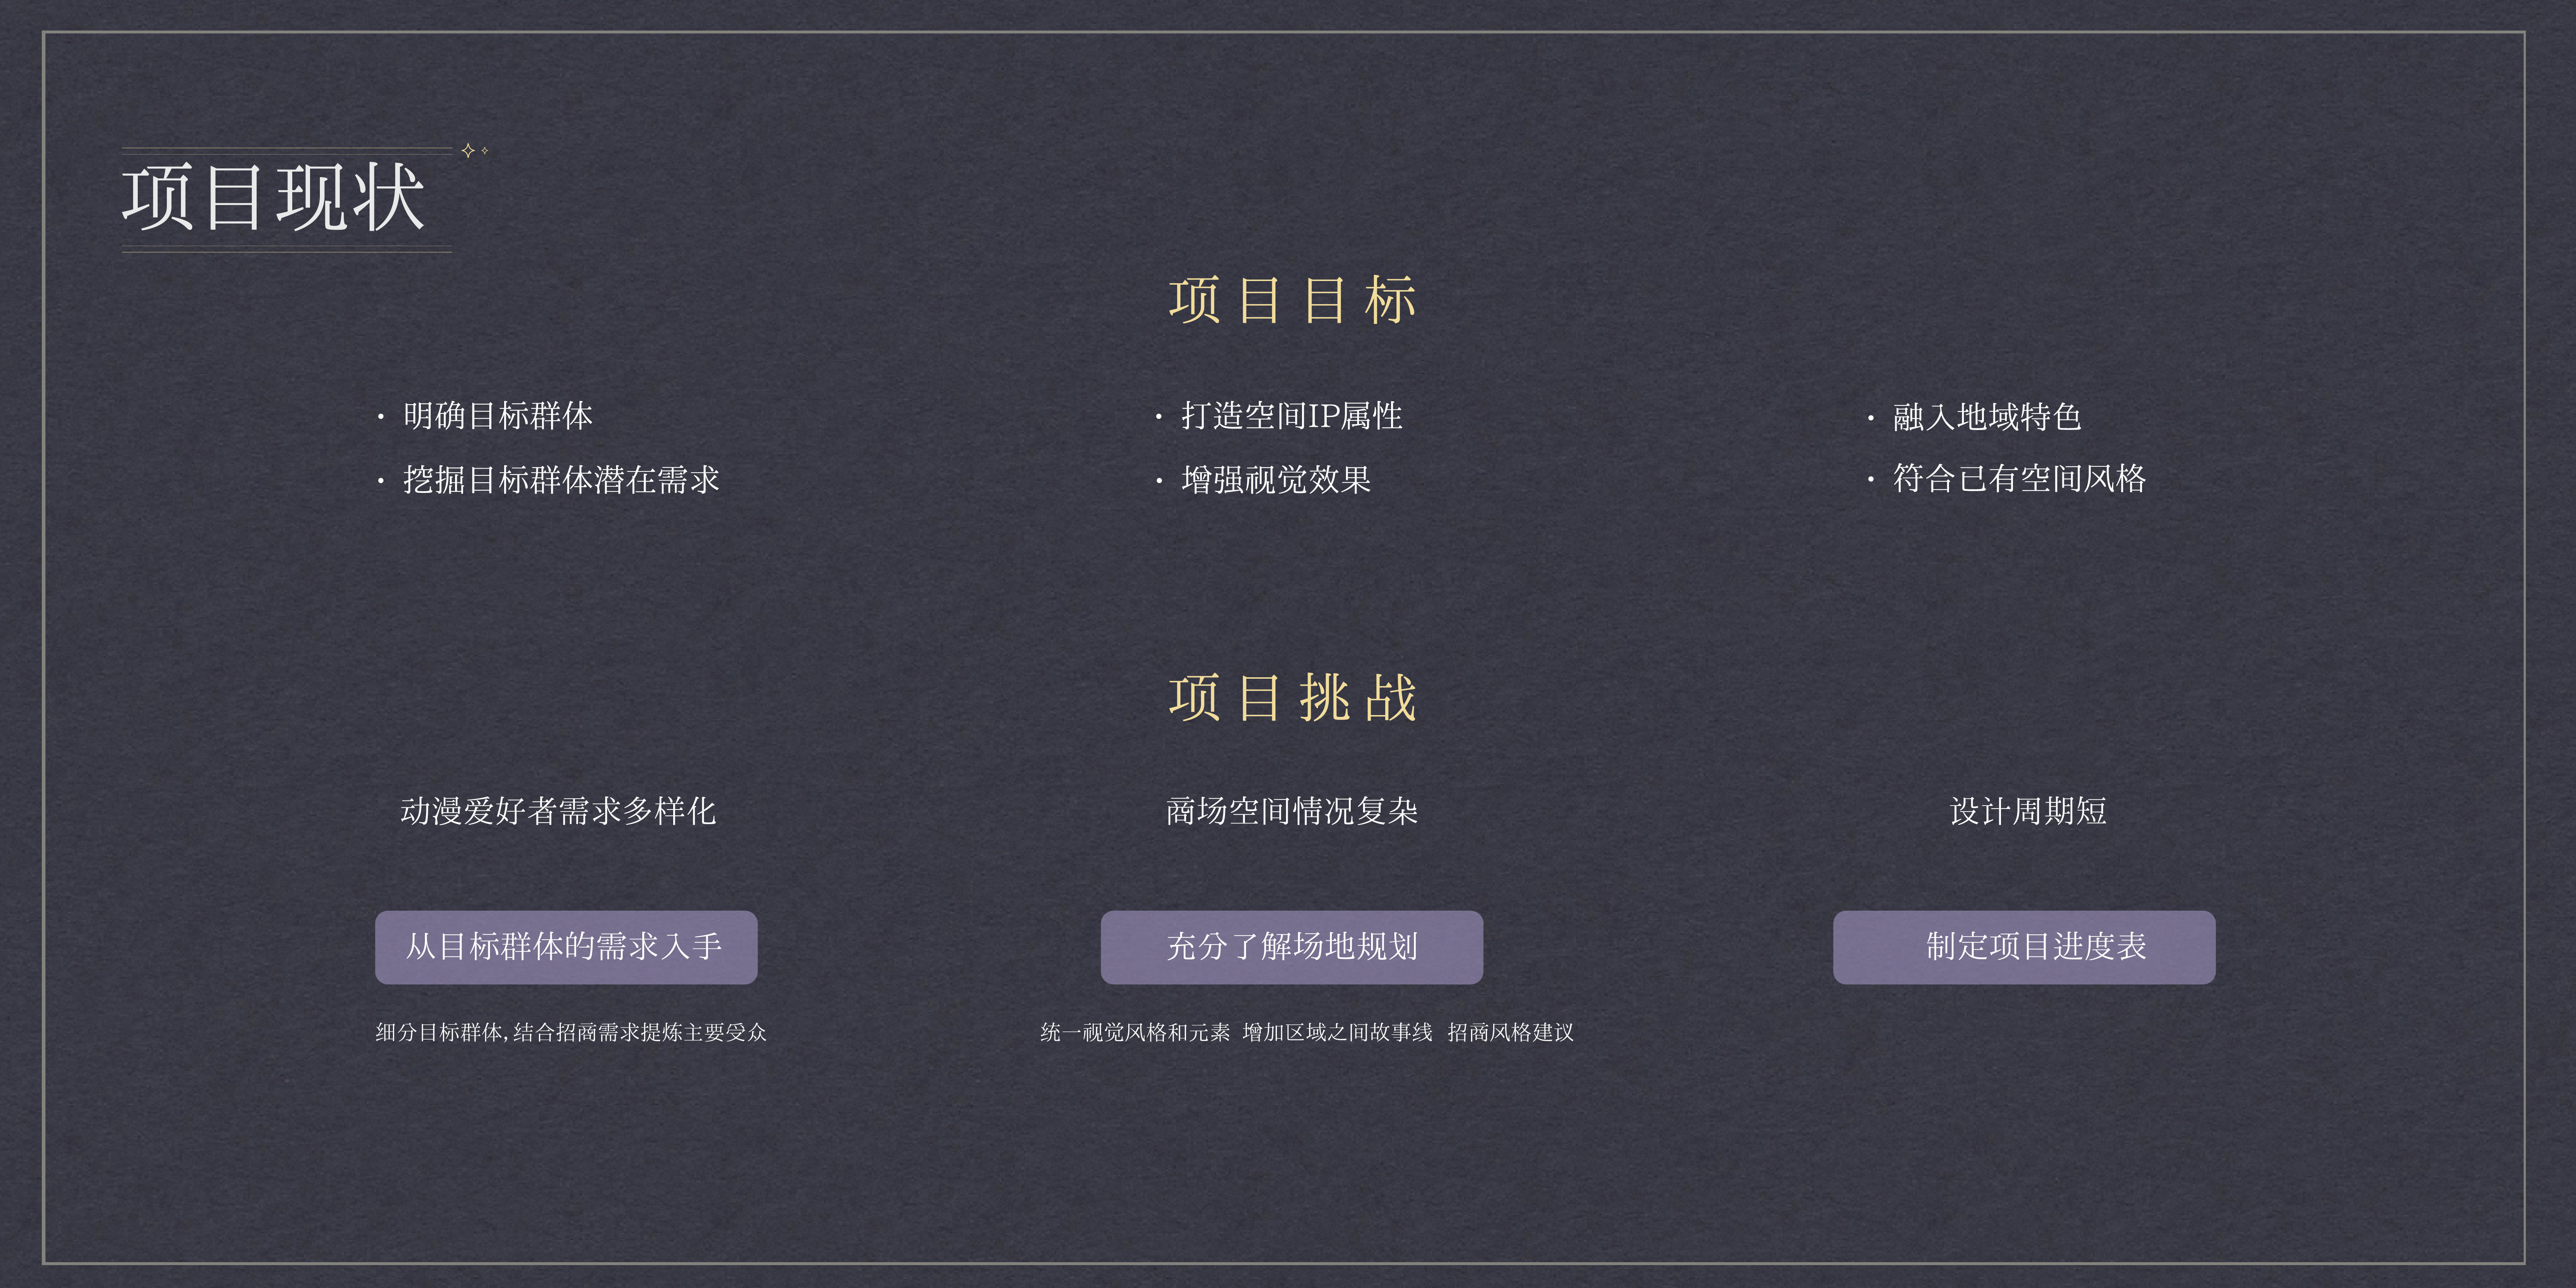 项目现状
项目目标
· 明确目标群体
· 挖掘目标群体潜在需求
· 打造空间IP属性
· 增强视觉效果
· 融入地域特色
· 符合已有空间风格
项目挑战
动漫爱好者需求多样化
商场空间情况复杂
设计周期短
从目标群体的需求入手
充分了解场地规划
制定项目进度表
细分目标群体,结合招商需求提炼主要受众
统一视觉风格和元素 增加区域之间故事线 招商风格建议